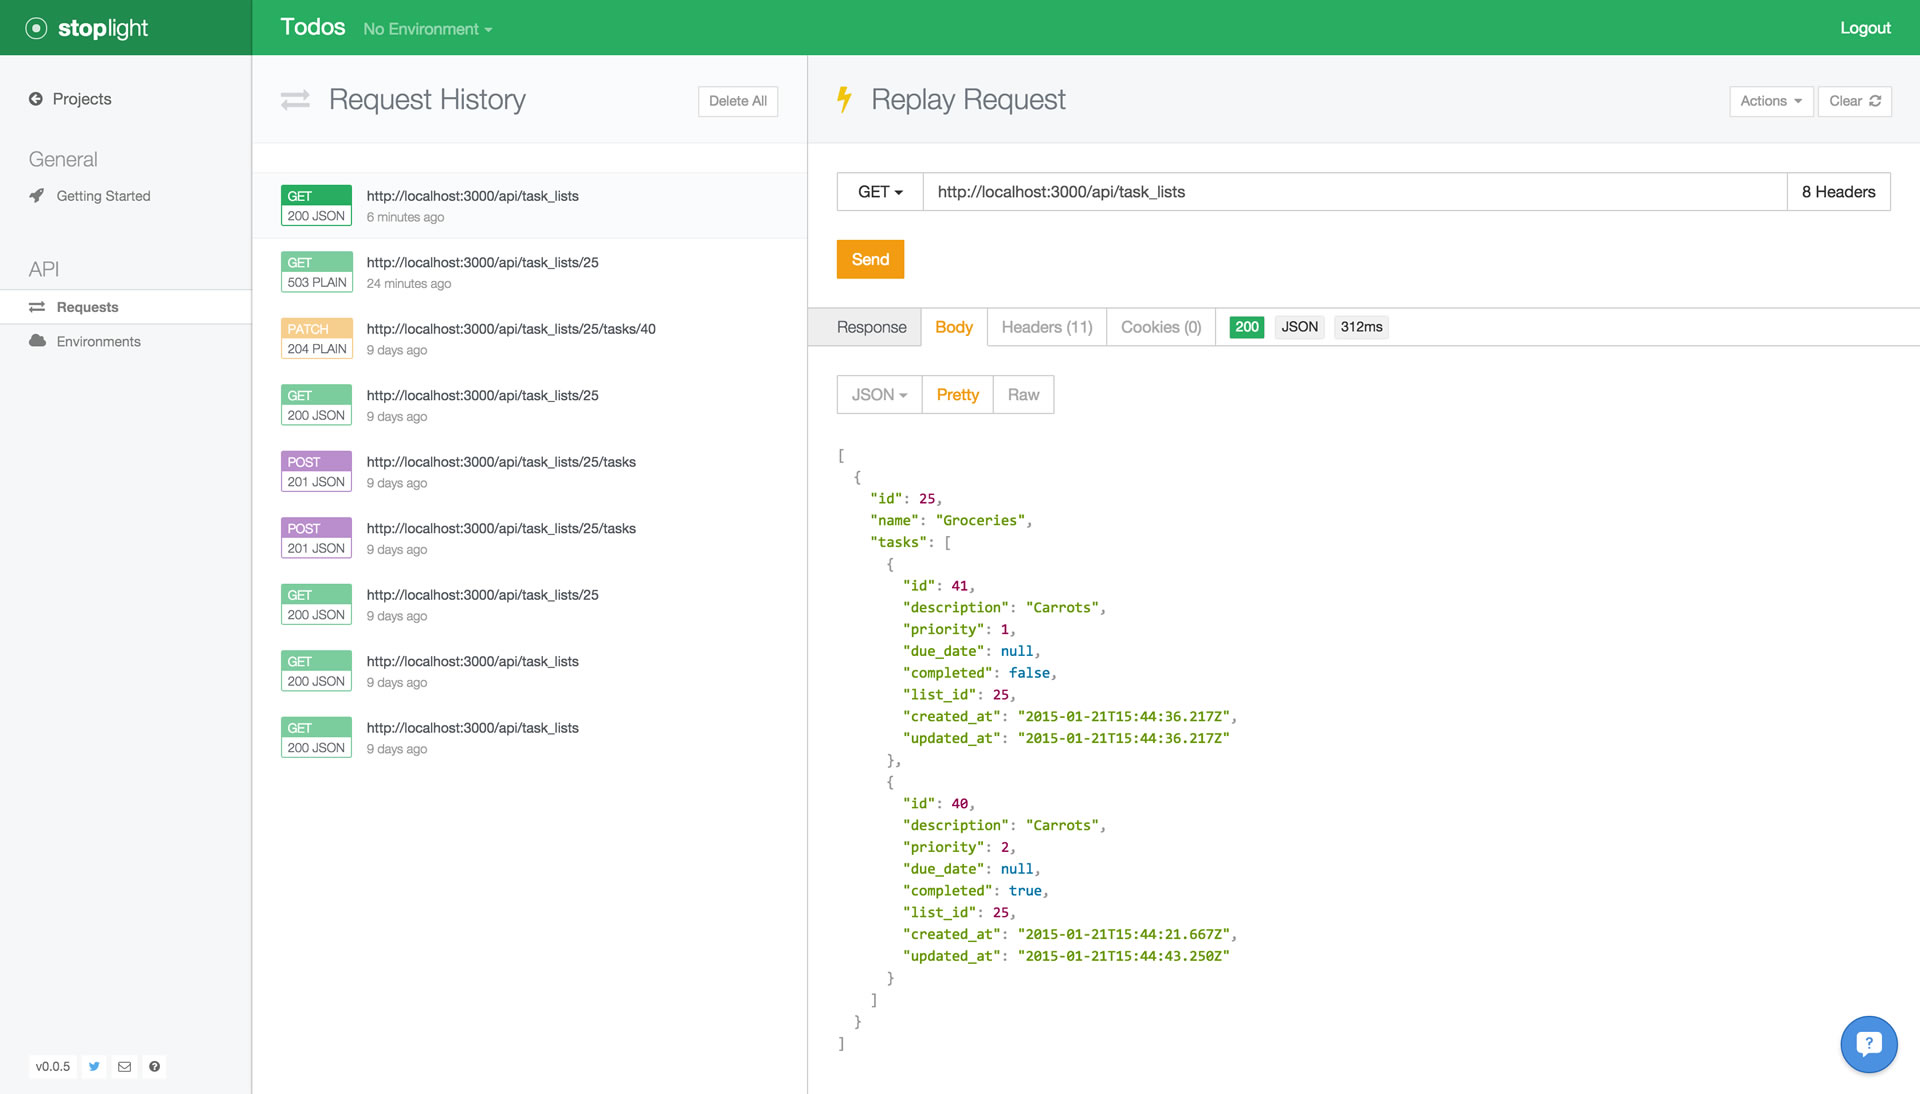 stoplight
Todos No Environment
Logout
Projects
General
Getting Started
API
Requests
Environments
v0.0.5
Request History
Delete All
GET http://localhost:3000/api/task_lists
200 JSON 6 minutes ago
GET http://localhost:3000/api/task_lists/25
503 PLAIN 24 minutes ago
PATCH http://localhost:3000/api/task_lists/25/tasks/40
204 PLAIN 9 days ago
GET http://localhost:3000/api/task_lists/25
200 JSON 9 days ago
POST http://localhost:3000/api/task_lists/25/tasks
201 JSON 9 days ago
POST http://localhost:3000/api/task_lists/25/tasks
201 JSON 9 days ago
GET http://localhost:3000/api/task_lists/25
200 JSON 9 days ago
GET http://localhost:3000/api/task_lists
200 JSON 9 days ago
GET http://localhost:3000/api/task_lists
200 JSON 9 days ago
Replay Request
Actions Clear
GET http://localhost:3000/api/task_lists 8 Headers
Send
Response Body Headers (11) Cookies (0) 200 JSON 312ms
JSON Pretty Raw
[
{
"id": 25,
"name": "Groceries",
"tasks": [
{
"id": 41,
"description": "Carrots",
"priority": 1,
"due_date": null,
"completed": false,
"list_id": 25,
"created_at": "2015-01-21T15:44:36.217Z",
"updated_at": "2015-01-21T15:44:36.217Z"
},
{
"id": 40,
"description": "Carrots",
"priority": 2,
"due_date": null,
"completed": true,
"list_id": 25,
"created_at": "2015-01-21T15:44:21.667Z",
"updated_at": "2015-01-21T15:44:43.250Z"
}
]
}
]